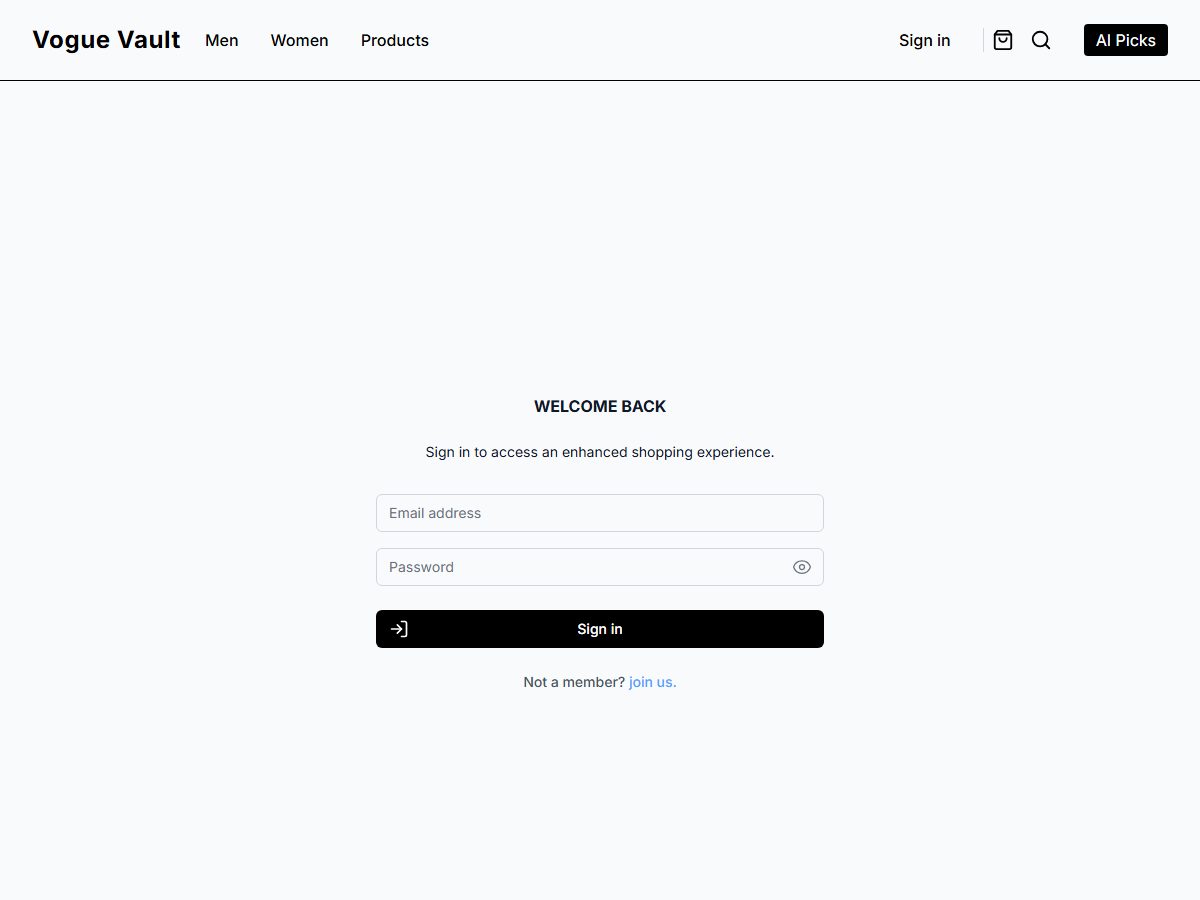 Vogue Vault Men Women Products Sign in AI Picks
WELCOME BACK
Sign in to access an enhanced shopping experience.
Email address
Password
Sign in
Not a member? join us.